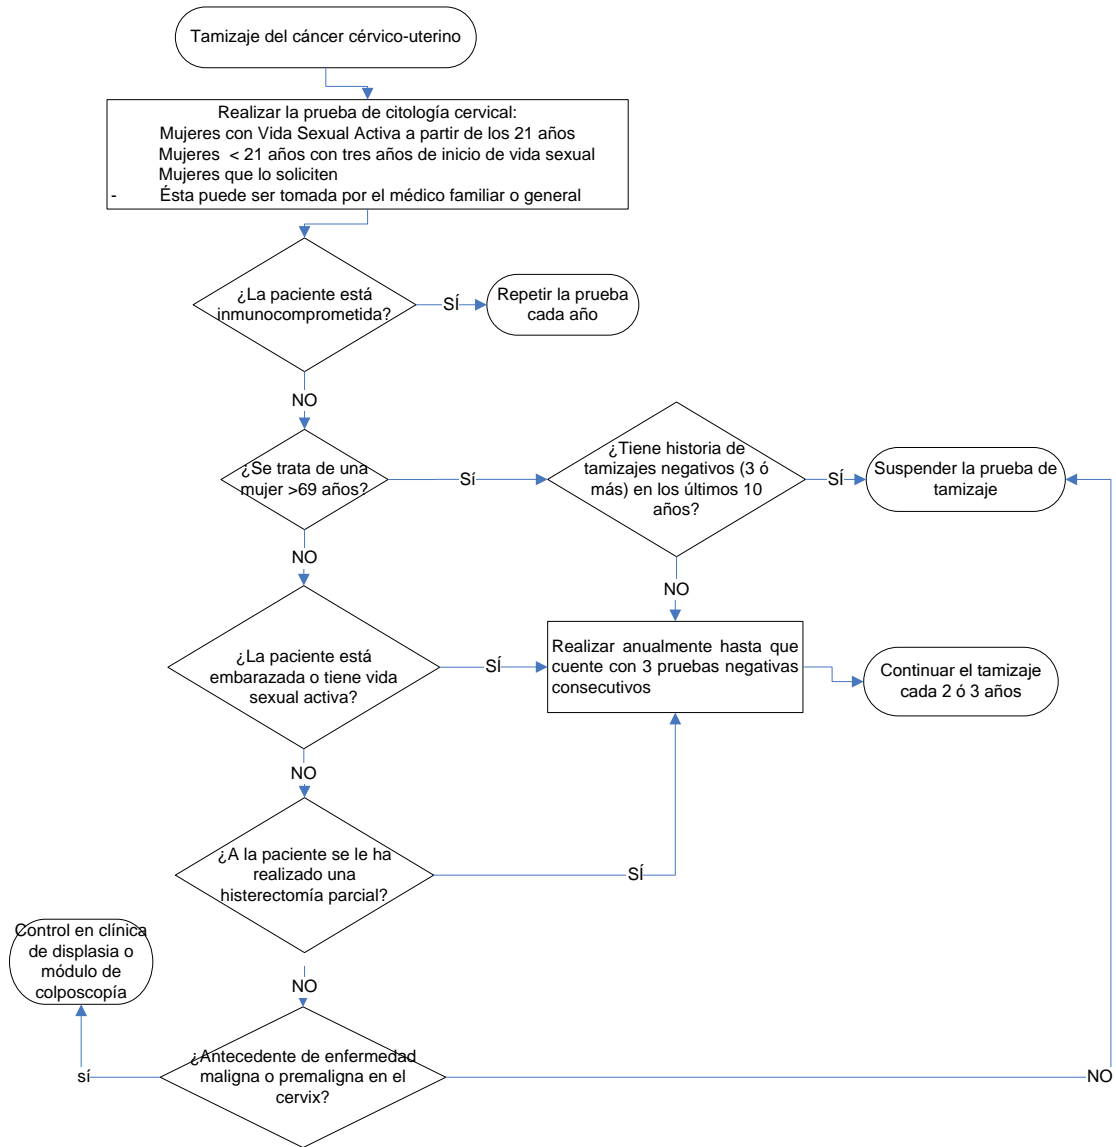 Tamizaje del cáncer cérvico-uterino
Realizar la prueba de citología cervical:
Mujeres con Vida Sexual Activa a partir de los 21 años
Mujeres < 21 años con tres años de inicio de vida sexual
Mujeres que lo soliciten
- Ésta puede ser tomada por el médico familiar o general
¿La paciente está
inmunocomprometida?
SÍ
Repetir la prueba
cada año
NO
¿Se trata de una
mujer >69 años?
Sí
¿Tiene historia de
tamizajes negativos (3 ó
más) en los últimos 10
años?
SÍ
Suspender la prueba de
tamizaje
NO
NO
¿La paciente está
embarazada o tiene vida
sexual activa?
SÍ
Realizar anualmente hasta que
cuente con 3 pruebas negativas
consecutivos
Continuar el tamizaje
cada 2 ó 3 años
NO
¿A la paciente se le ha
realizado una
histerectomía parcial?
SÍ
Control en clínica
de displasia o
módulo de
colposcopía
NO
¿Antecedente de enfermedad
maligna o premaligna en el
cervix?
sí
NO